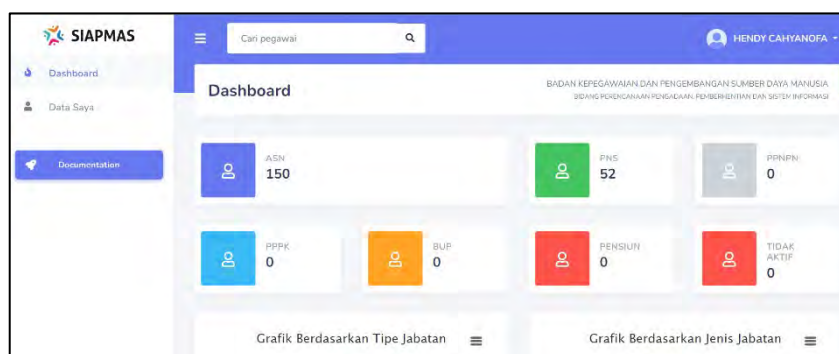 SIAPMAS
Cari pegawai
HENDY CAHYANOFA
Dashboard
Data Saya
Documentation
Dashboard
BADAN KEPEGAWAIAN DAN PENGEMBANGAN SUMBER DAYA MANUSIA
BIDANG PERENCANAAN PENGADAAN, PEMBERHENTIAN DAN SISTEM INFORMASI
ASN
150
PNS
52
PPNPN
0
PPPK
0
BUP
0
PENSIUN
0
TIDAK
AKTIF
0
Grafik Berdasarkan Tipe Jabatan
Grafik Berdasarkan Jenis Jabatan